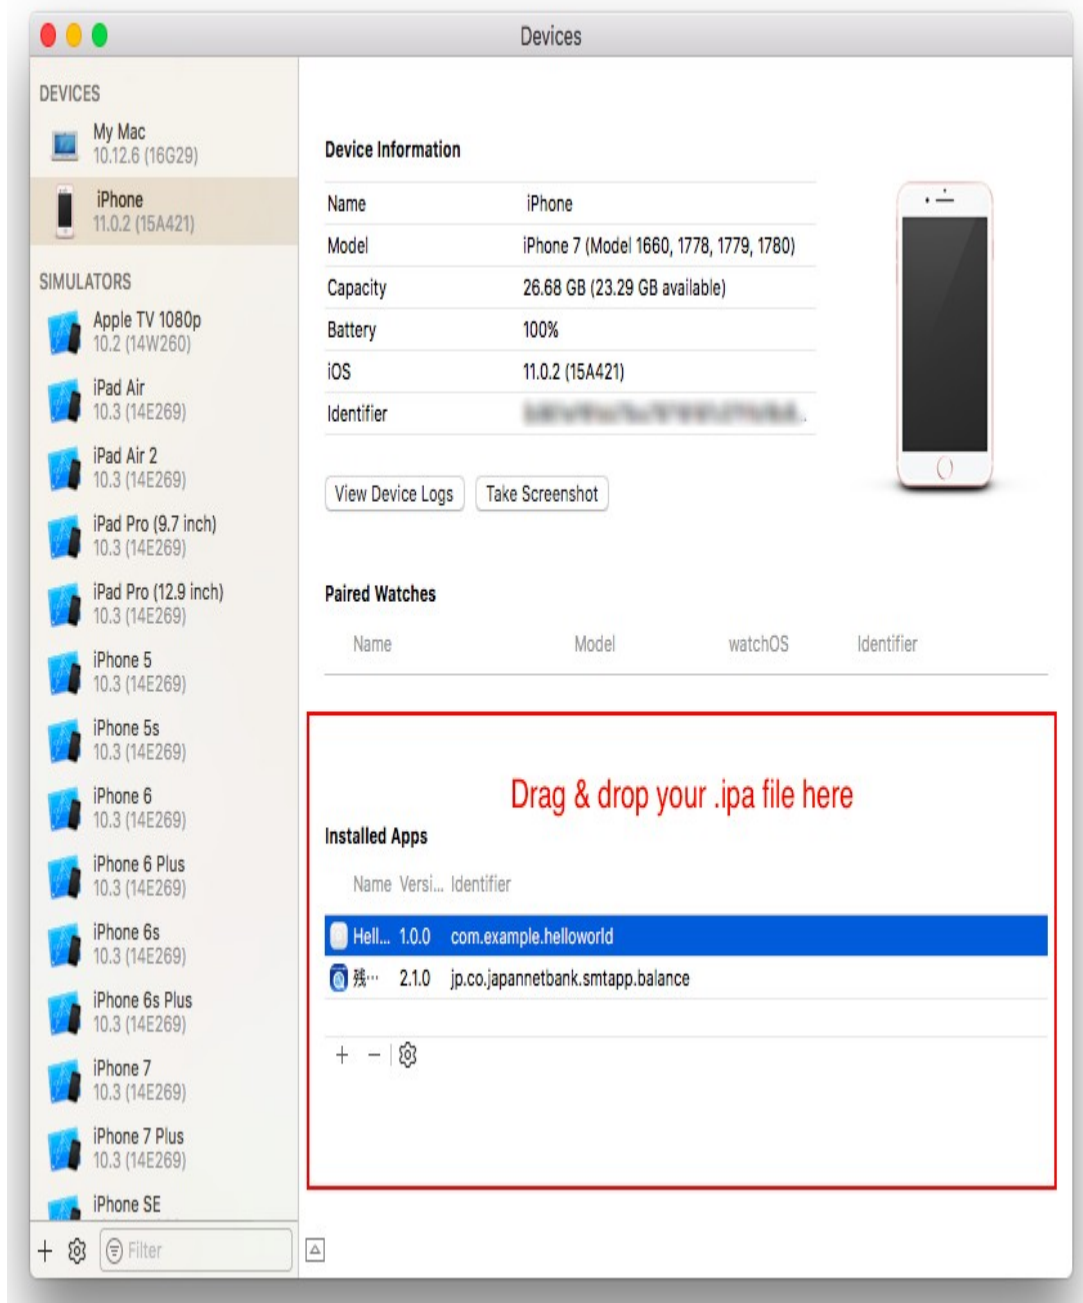 Devices
DEVICES
My Mac
10.12.6 (16G29)
iPhone
11.0.2 (15A421)
SIMULATORS
Apple TV 1080p
10.2 (14W260)
iPad Air
10.3 (14E269)
iPad Air 2
10.3 (14E269)
iPad Pro (9.7 inch)
10.3 (14E269)
iPad Pro (12.9 inch)
10.3 (14E269)
iPhone 5
10.3 (14E269)
iPhone 5s
10.3 (14E269)
iPhone 6
10.3 (14E269)
iPhone 6 Plus
10.3 (14E269)
iPhone 6s
10.3 (14E269)
iPhone 6s Plus
10.3 (14E269)
iPhone 7
10.3 (14E269)
iPhone 7 Plus
10.3 (14E269)
iPhone SE
Filter
Device Information
Name iPhone
Model iPhone 7 (Model 1660, 1778, 1779, 1780)
Capacity 26.68 GB (23.29 GB available)
Battery 100%
iOS 11.0.2 (15A421)
Identifier
View Device Logs Take Screenshot
Paired Watches
Name Model watchOS Identifier
Drag & drop your .ipa file here
Installed Apps
Name Versi... Identifier
Hell... 1.0.0 com.example.helloworld
残… 2.1.0 jp.co.japannetbank.smtapp.balance